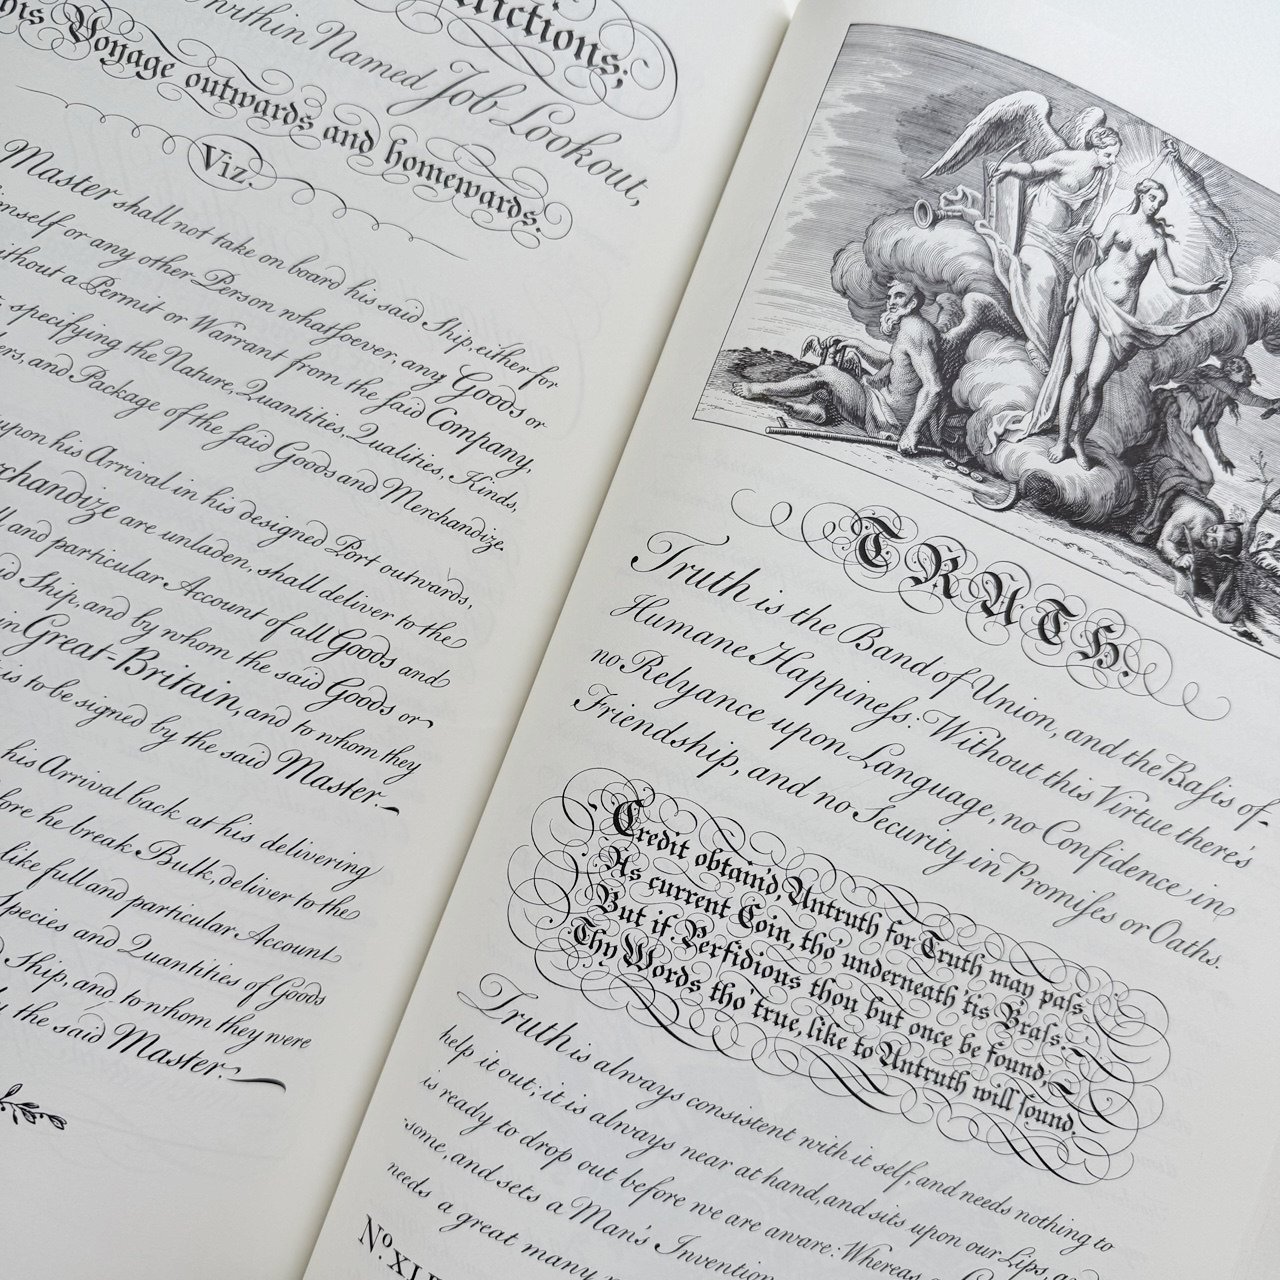 within Named Job Lookout,
his Voyage outwards and homewards.
Viz.
Master shall not take on board his said Ship, either for
himself or any other Person whatſoever, any Goods or
without a Permit or Warrant from the ſaid Company,
specifying the Nature, Quantities, Qualities, Kinds,
and Package of the ſaid Goods and Merchandize.
upon his Arrival in his designed Port outwards,
are unladen, shall deliver to the
and particular Account of all Goods and
Ship, and by whom the said Goods or
in Great-Britain, and to whom they
is to be signed by the said Master.
his Arrival back at his delivering
he break Bulk, deliver to the
like full and particular Account
Species and Quantities of Goods
Ship, and to whom they were
the said Master.
TRUTH.
Truth is the Band of Union, and the Baſis of
Humane Happineſs: Without this Virtue there's
no Relyance upon Language, no Confidence in
Friendship, and no Security in Promiſes or Oaths.
Credit obtain'd, Untruth for Truth may paſs
As current Coin, tho' underneath 'tis Braſs:
But if Perfidious thou but once be found,
Thy Words tho' true, like to Untruth will ſound.
Truth is always consistent with it self, and needs nothing to
help it out; it is always near at hand, and sits upon our Lips,
is ready to drop out before we are aware: Whereas
some, and sets a Man's Invention
needs a great many